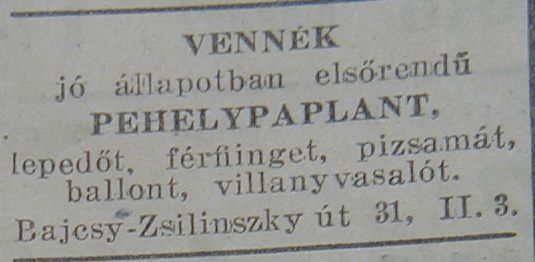 VENNÉK
jó állapotban elsőrendű
PEHELYPAPLANT,
lepedőt, férfiinget, pizsamát,
ballont, villanyvasalót.
Bajcsy-Zsilinszky út 31, II. 3.